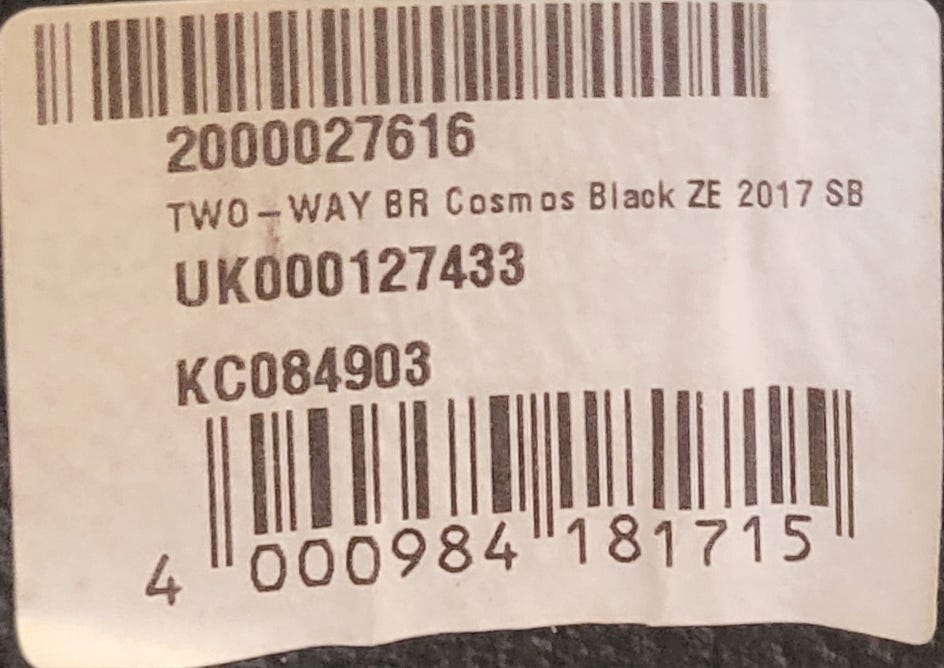 2000027616
TWO-WAY BR Cosmos Black ZE 2017 SB
UK000127433
KC084903
4 000984 181715